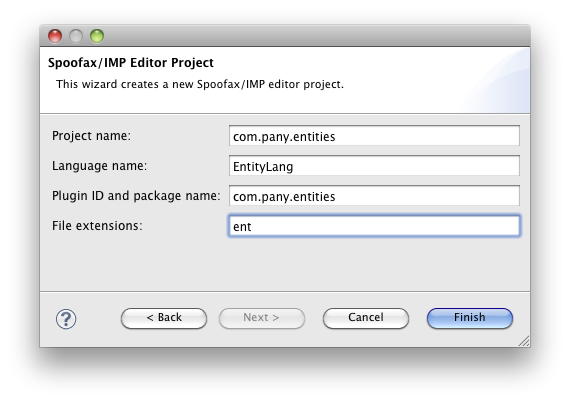 Spoofax/IMP Editor Project
This wizard creates a new Spoofax/IMP editor project.
Project name: com.pany.entities
Language name: EntityLang
Plugin ID and package name: com.pany.entities
File extensions: ent
? < Back Next > Cancel Finish